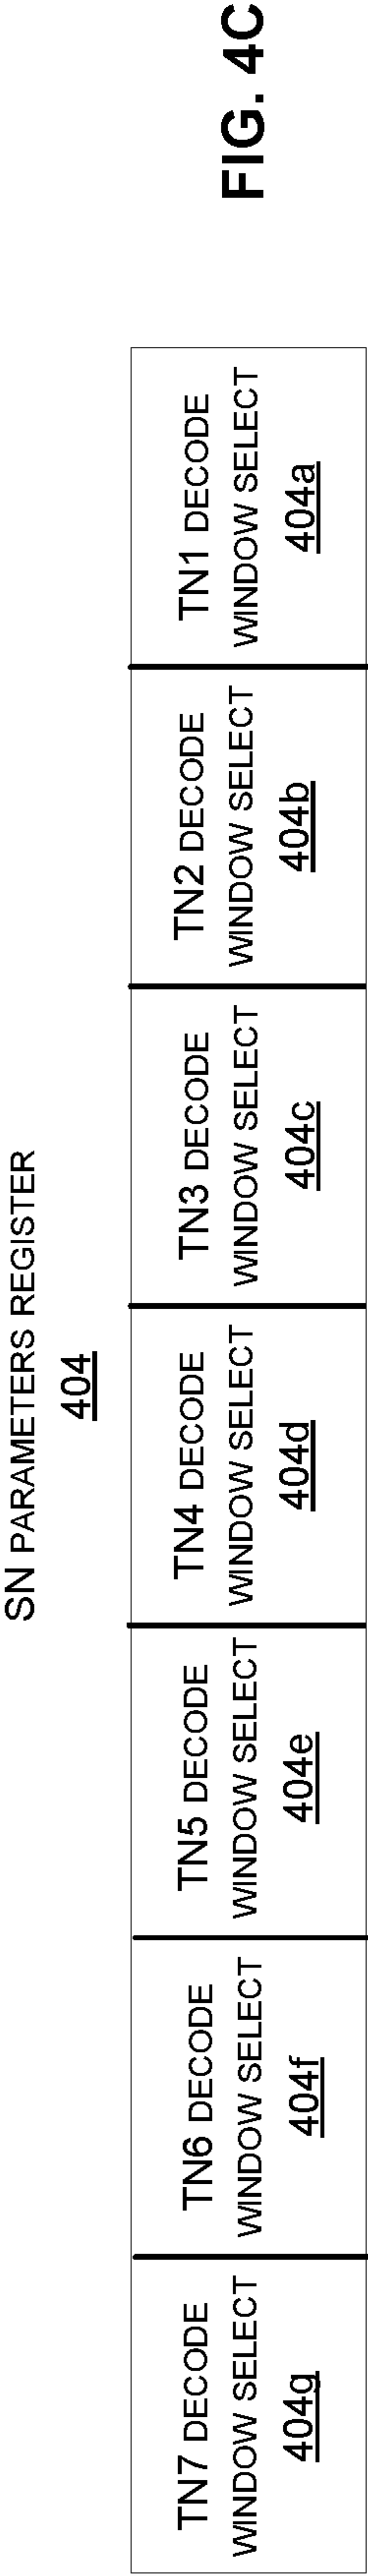 SN PARAMETERS REGISTER
404
TN7 DECODE
WINDOW SELECT
404g
TN6 DECODE
WINDOW SELECT
404f
TN5 DECODE
WINDOW SELECT
404e
TN4 DECODE
WINDOW SELECT
404d
TN3 DECODE
WINDOW SELECT
404c
TN2 DECODE
WINDOW SELECT
404b
TN1 DECODE
WINDOW SELECT
404a
FIG. 4C